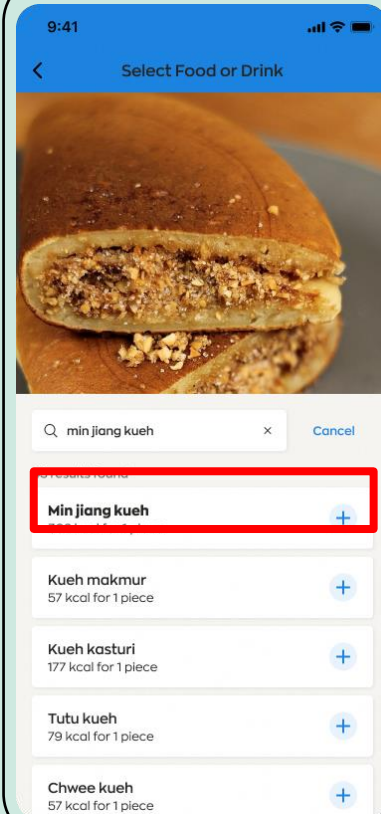 9:41
Select Food or Drink
min jiang kueh
Cancel
results found
Min jiang kueh
Kueh makmur
57 kcal for 1 piece
Kueh kasturi
177 kcal for 1 piece
Tutu kueh
79 kcal for 1 piece
Chwee kueh
57 kcal for 1 piece